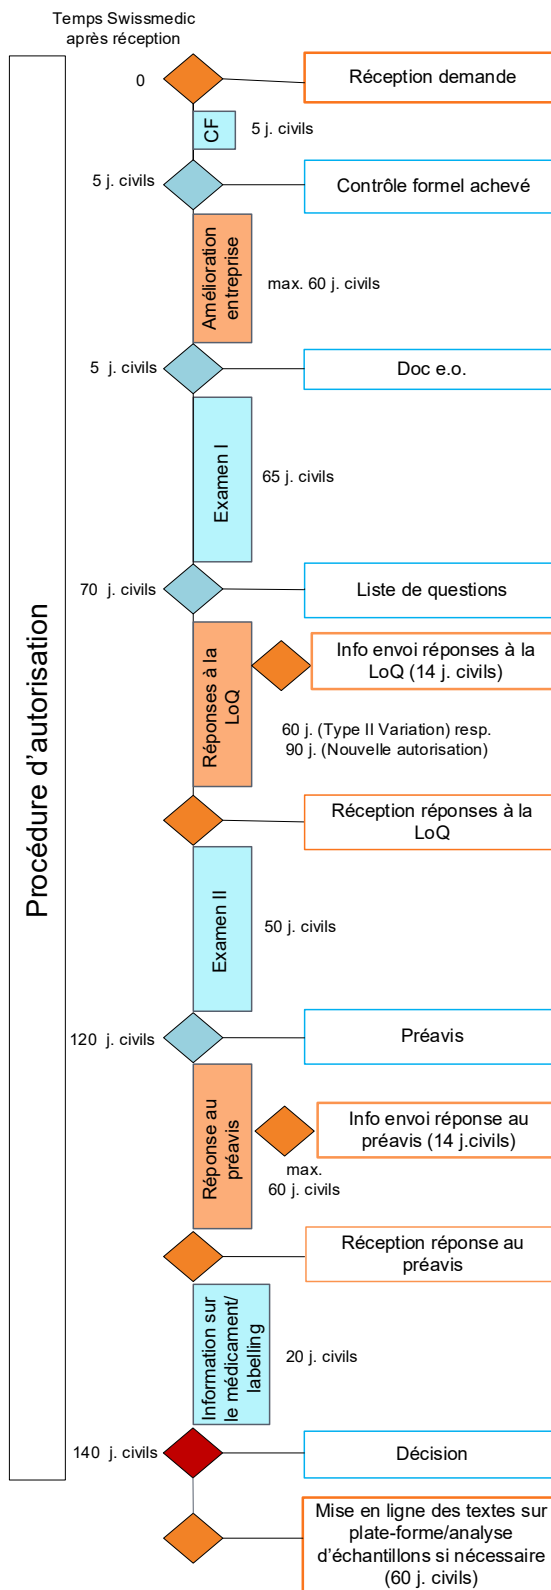 Temps Swissmedic
après réception
Procédure d'autorisation
0
Réception demande
CF
5 j. civils
5 j. civils
Contrôle formel achevé
Amélioration
entreprise
max. 60 j. civils
5  j. civils
Doc e.o.
Examen I
65 j. civils
70  j. civils
Liste de questions
Réponses à la
LoQ
Info envoi réponses à la
LoQ (14 j. civils)
60 j. (Type II Variation) resp.
90 j. (Nouvelle autorisation)
Réception réponses à la
LoQ
Examen II
50 j. civils
120  j. civils
Préavis
Réponse au
préavis
Info envoi réponse au
préavis (14 j.civils)
max.
60 j. civils
Réception réponse au
préavis
Information sur
le médicament/
labelling
20 j. civils
140  j. civils
Décision
Mise en ligne des textes sur
plate-forme/analyse
d'échantillons si nécessaire
(60 j. civils)